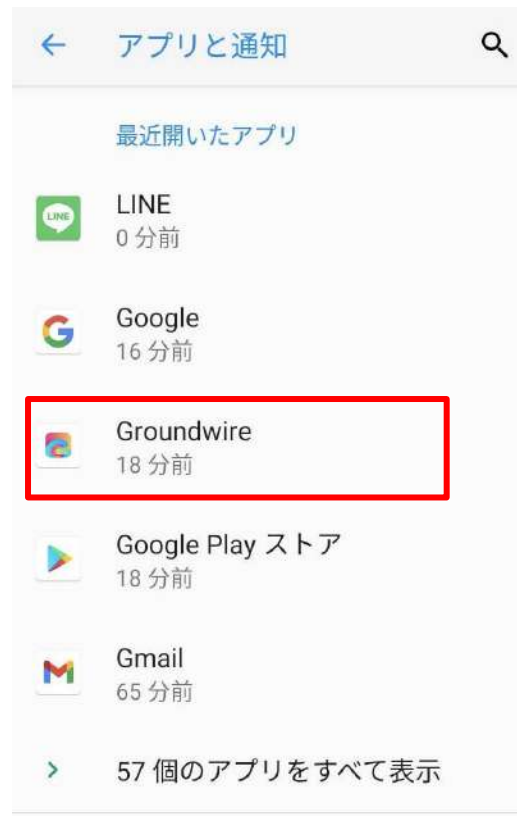 アプリと通知
最近開いたアプリ
LINE
LINE
0 分前
Google
16 分前
Groundwire
18 分前
Google Play ストア
18 分前
Gmail
65 分前
57 個のアプリをすべて表示